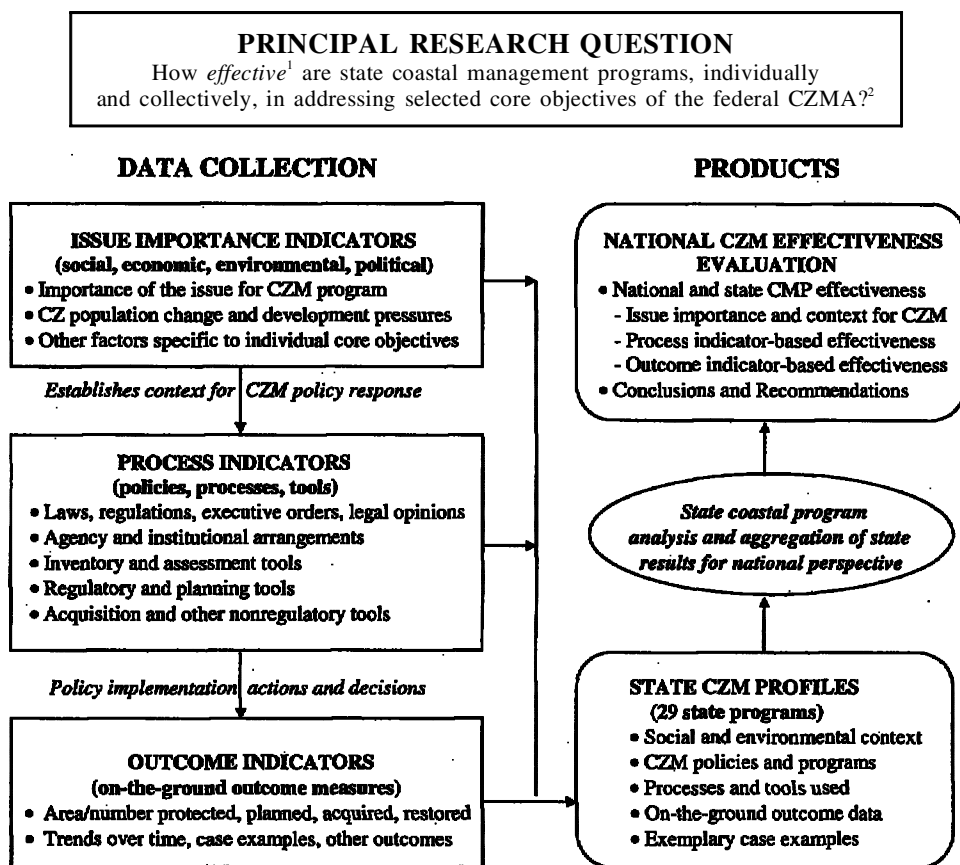 PRINCIPAL RESEARCH QUESTION
How effective¹ are state coastal management programs, individually
and collectively, in addressing selected core objectives of the federal CZMA?²
DATA COLLECTION
ISSUE IMPORTANCE INDICATORS
(social, economic, environmental, political)
• Importance of the issue for CZM program
• CZ population change and development pressures
• Other factors specific to individual core objectives
Establishes context for CZM policy response
PROCESS INDICATORS
(policies, processes, tools)
• Laws, regulations, executive orders, legal opinions
• Agency and institutional arrangements
• Inventory and assessment tools
• Regulatory and planning tools
• Acquisition and other nonregulatory tools
Policy implementation actions and decisions
OUTCOME INDICATORS
(on-the-ground outcome measures)
• Area/number protected, planned, acquired, restored
• Trends over time, case examples, other outcomes
PRODUCTS
NATIONAL CZM EFFECTIVENESS
EVALUATION
• National and state CMP effectiveness
- Issue importance and context for CZM
- Process indicator-based effectiveness
- Outcome indicator-based effectiveness
• Conclusions and Recommendations
State coastal program
analysis and aggregation of state
results for national perspective
STATE CZM PROFILES
(29 state programs)
• Social and environmental context
• CZM policies and programs
• Processes and tools used
• On-the-ground outcome data
• Exemplary case examples